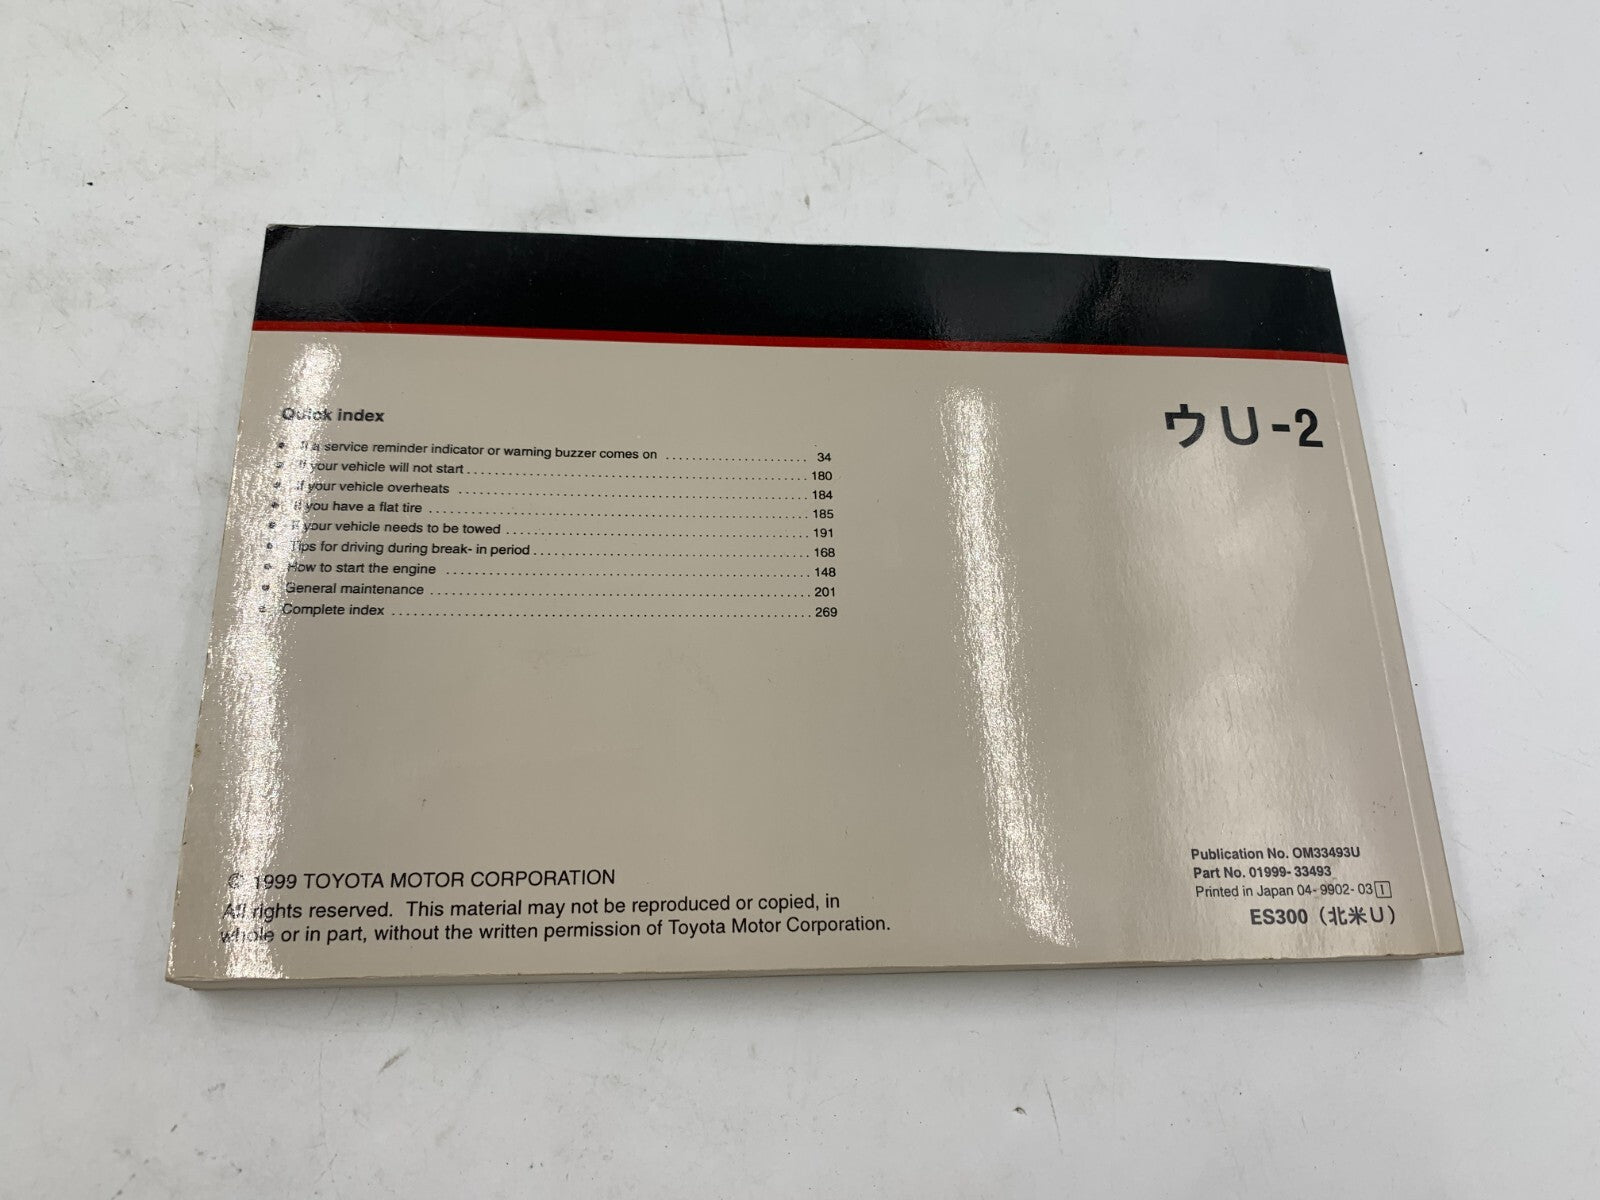 ウU-2
Quick index
• If a service reminder indicator or warning buzzer comes on .................... 34
• If your vehicle will not start .................... 180
• If your vehicle overheats .................... 184
• If you have a flat tire .................... 185
• If your vehicle needs to be towed .................... 191
• Tips for driving during break- in period .................... 168
• How to start the engine .................... 148
• General maintenance .................... 201
• Complete index .................... 269
© 1999 TOYOTA MOTOR CORPORATION
All rights reserved. This material may not be reproduced or copied, in
whole or in part, without the written permission of Toyota Motor Corporation.
Publication No. OM33493U
Part No. 01999- 33493
Printed in Japan 04- 9902- 03 I
ES300（北米U）